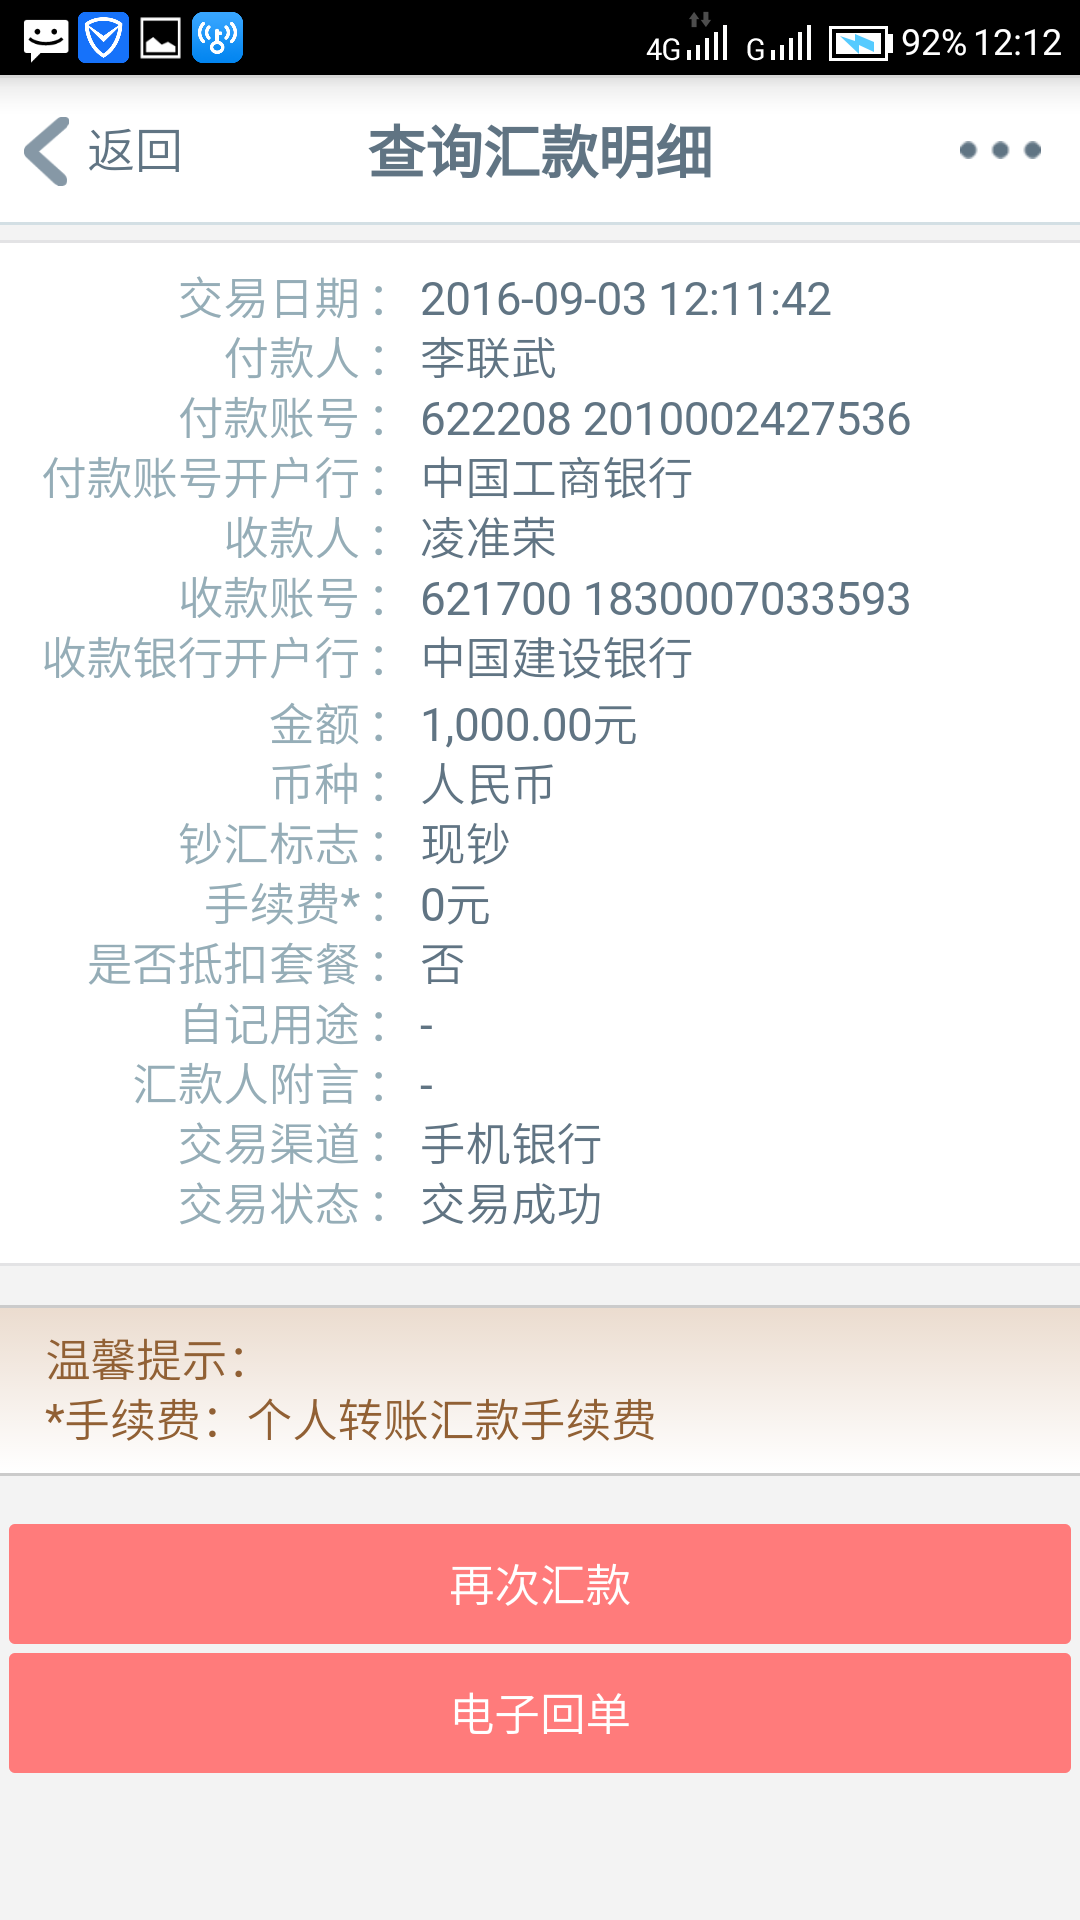 4G G 92% 12:12
返回 查询汇款明细
交易日期： 2016-09-03 12:11:42
付款人： 李联武
付款账号： 622208 2010002427536
付款账号开户行： 中国工商银行
收款人： 凌准荣
收款账号： 621700 1830007033593
收款银行开户行： 中国建设银行
金额： 1,000.00元
币种： 人民币
钞汇标志： 现钞
手续费*： 0元
是否抵扣套餐： 否
自记用途： -
汇款人附言： -
交易渠道： 手机银行
交易状态： 交易成功
温馨提示：
*手续费：个人转账汇款手续费
再次汇款
电子回单